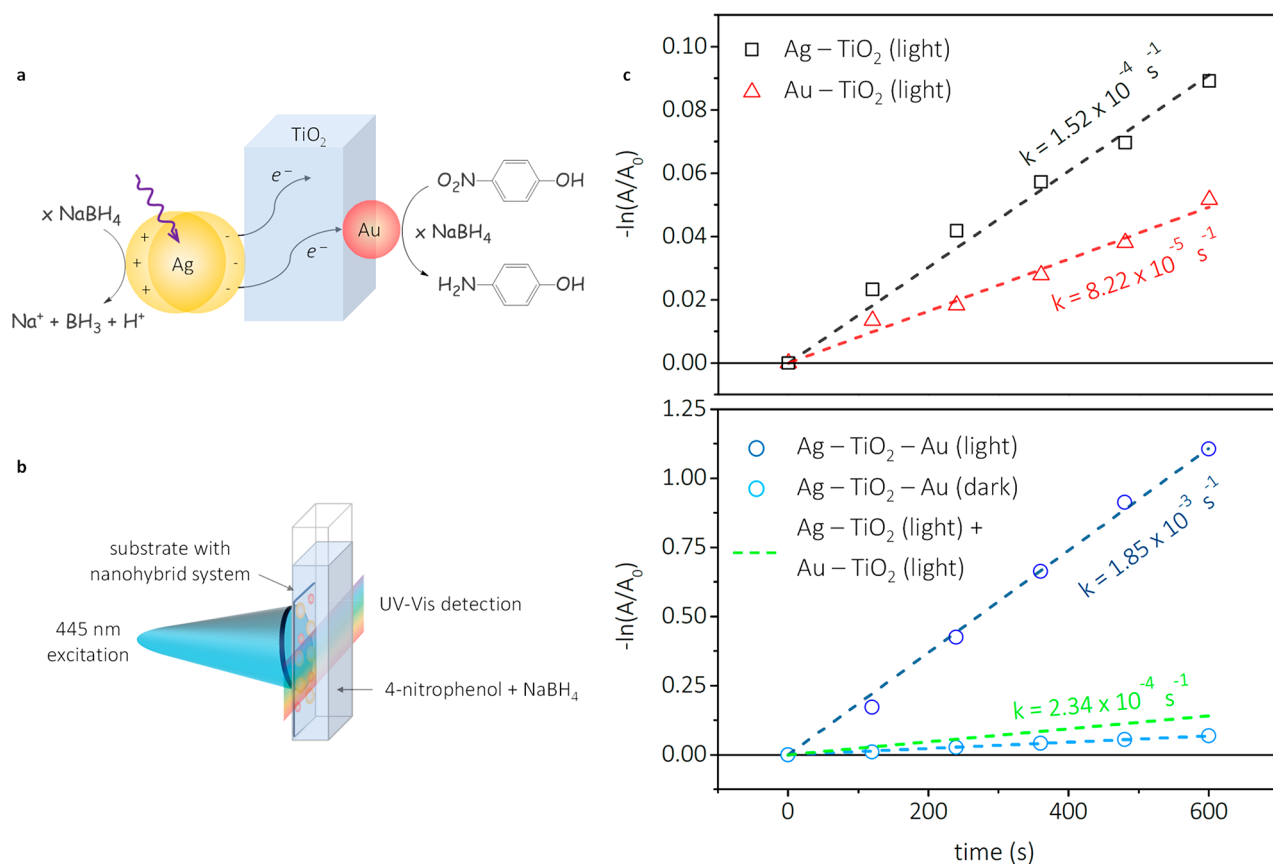 a
TiO₂
e⁻
e⁻
x NaBH₄
+
+
+
-
-
-
Ag
Au
Na⁺ + BH₃ + H⁺
O₂N
OH
x NaBH₄
H₂N
OH
b
substrate with
nanohybrid system
445 nm
excitation
UV-Vis detection
4-nitrophenol + NaBH₄
c
Ag – TiO₂ (light)
Au – TiO₂ (light)
k = 1.52 x 10⁻⁴ s⁻¹
k = 8.22 x 10⁻⁵ s⁻¹
-ln(A/A₀)
0.10
0.08
0.06
0.04
0.02
0.00
1.25
1.00
0.75
0.50
0.25
0.00
-ln(A/A₀)
Ag – TiO₂ – Au (light)
Ag – TiO₂ – Au (dark)
Ag – TiO₂ (light) +
Au – TiO₂ (light)
k = 1.85 x 10⁻³ s⁻¹
k = 2.34 x 10⁻⁴ s⁻¹
0 200 400 600
time (s)